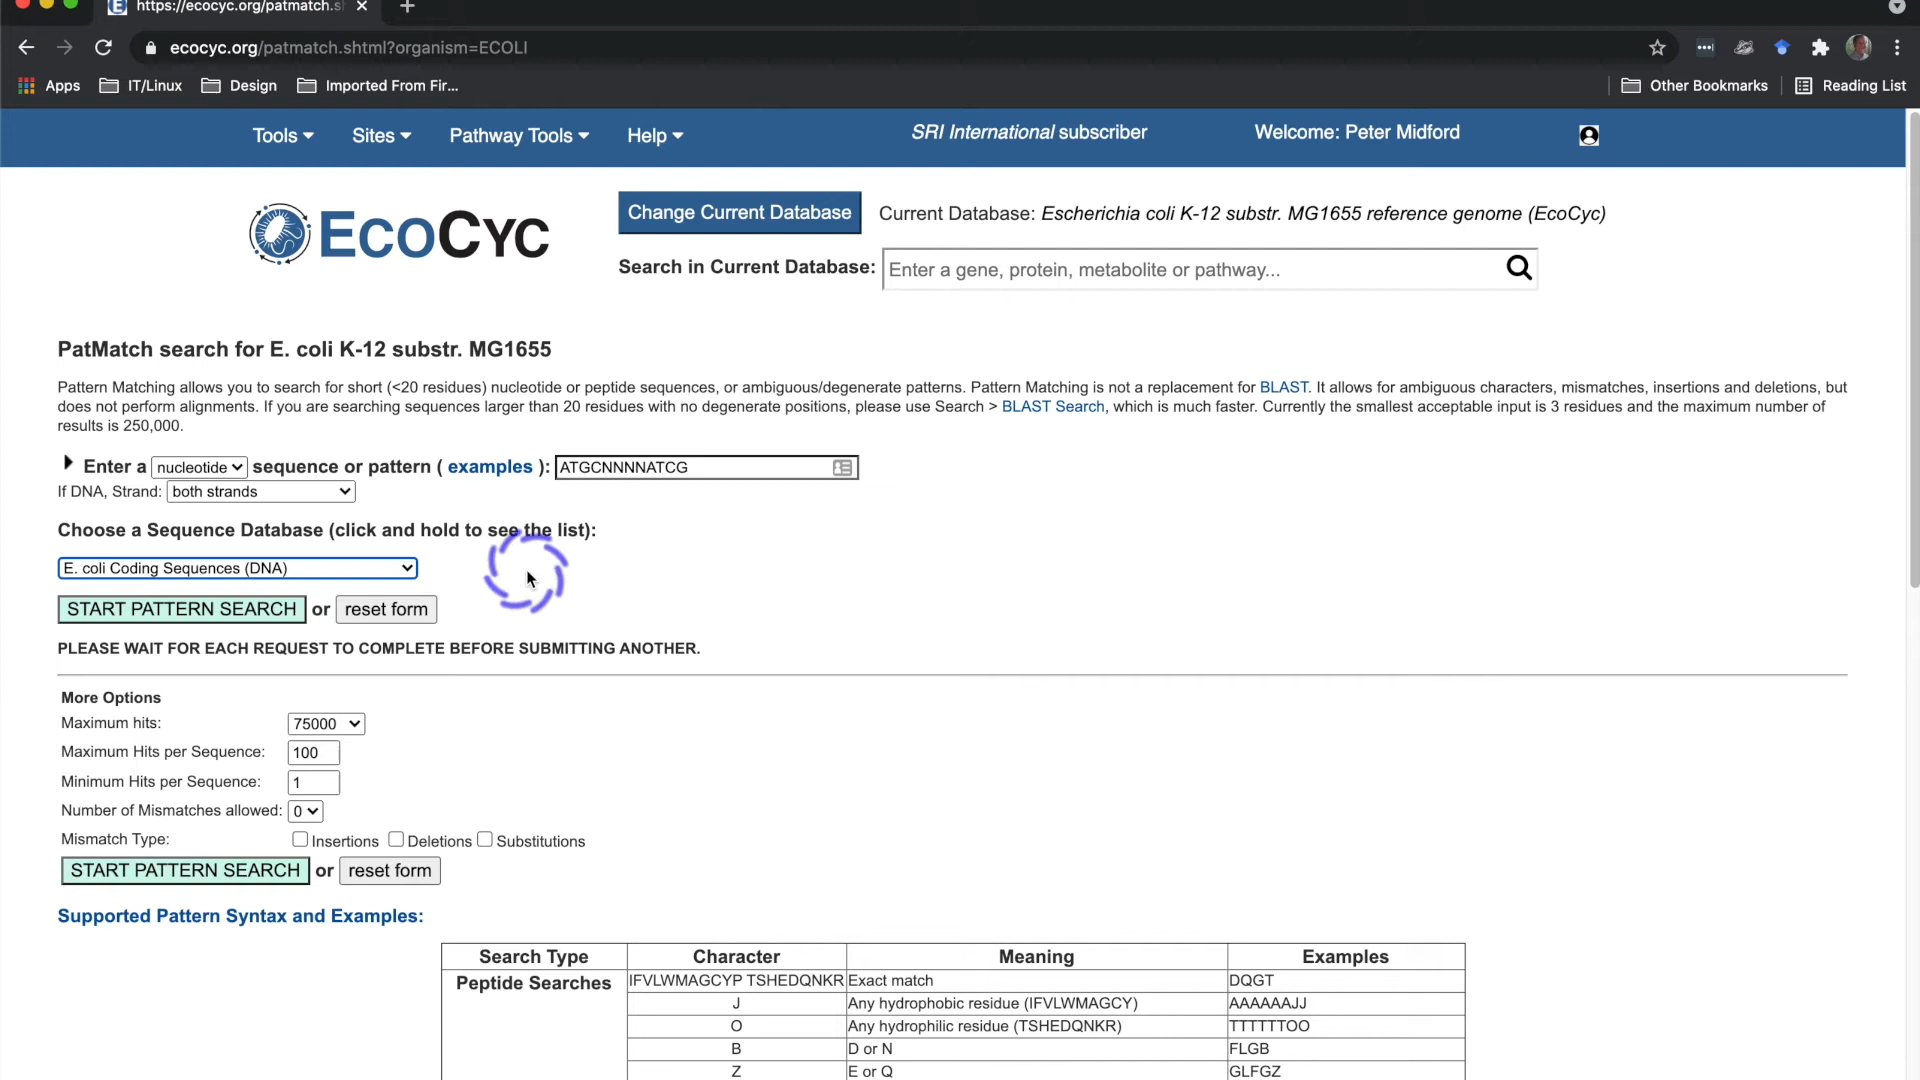 https://ecocyc.org/patmatch.s
ecocyc.org/patmatch.shtml?organism=ECOLI
Apps IT/Linux Design Imported From Fir... Other Bookmarks Reading List
Tools Sites Pathway Tools Help SRI International subscriber Welcome: Peter Midford
EcoCyc
Change Current Database Current Database: Escherichia coli K-12 substr. MG1655 reference genome (EcoCyc)
Search in Current Database: Enter a gene, protein, metabolite or pathway...
PatMatch search for E. coli K-12 substr. MG1655
Pattern Matching allows you to search for short (<20 residues) nucleotide or peptide sequences, or ambiguous/degenerate patterns. Pattern Matching is not a replacement for BLAST. It allows for ambiguous characters, mismatches, insertions and deletions, but
does not perform alignments. If you are searching sequences larger than 20 residues with no degenerate positions, please use Search > BLAST Search, which is much faster. Currently the smallest acceptable input is 3 residues and the maximum number of
results is 250,000.
Enter a nucleotide sequence or pattern ( examples ): ATGCNNNNATCG
If DNA, Strand: both strands
Choose a Sequence Database (click and hold to see the list):
E. coli Coding Sequences (DNA)
START PATTERN SEARCH or reset form
PLEASE WAIT FOR EACH REQUEST TO COMPLETE BEFORE SUBMITTING ANOTHER.
More Options
Maximum hits: 75000
Maximum Hits per Sequence: 100
Minimum Hits per Sequence: 1
Number of Mismatches allowed: 0
Mismatch Type: Insertions Deletions Substitutions
START PATTERN SEARCH or reset form
Supported Pattern Syntax and Examples:
Search Type Character Meaning Examples
Peptide Searches IFVLWMAGCYP TSHEDQNKR Exact match DQGT
J Any hydrophobic residue (IFVLWMAGCY) AAAAAAJJ
O Any hydrophilic residue (TSHEDQNKR) TTTTTTOO
B D or N FLGB
Z E or Q GLFGZ